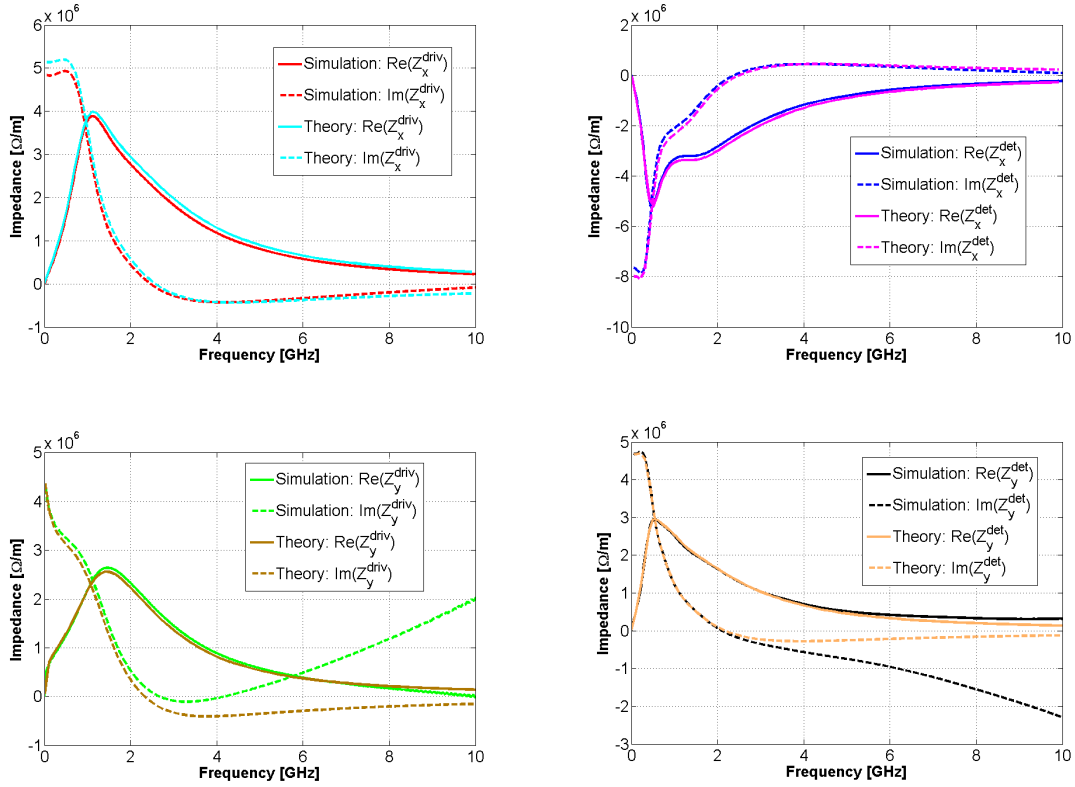 x 10^6
6
5
4
3
2
1
0
-1
Impedance [Ω/m]
0 2 4 6 8 10
Frequency [GHz]
Simulation: Re(Z_x^driv)
Simulation: Im(Z_x^driv)
Theory: Re(Z_x^driv)
Theory: Im(Z_x^driv)
x 10^6
2
0
-2
-4
-6
-8
-10
Impedance [Ω/m]
0 2 4 6 8 10
Frequency [GHz]
Simulation: Re(Z_x^det)
Simulation: Im(Z_x^det)
Theory: Re(Z_x^det)
Theory: Im(Z_x^det)
x 10^6
5
4
3
2
1
0
-1
Impedance [Ω/m]
0 2 4 6 8 10
Frequency [GHz]
Simulation: Re(Z_y^driv)
Simulation: Im(Z_y^driv)
Theory: Re(Z_y^driv)
Theory: Im(Z_y^driv)
x 10^6
5
4
3
2
1
0
-1
-2
-3
Impedance [Ω/m]
0 2 4 6 8 10
Frequency [GHz]
Simulation: Re(Z_y^det)
Simulation: Im(Z_y^det)
Theory: Re(Z_y^det)
Theory: Im(Z_y^det)